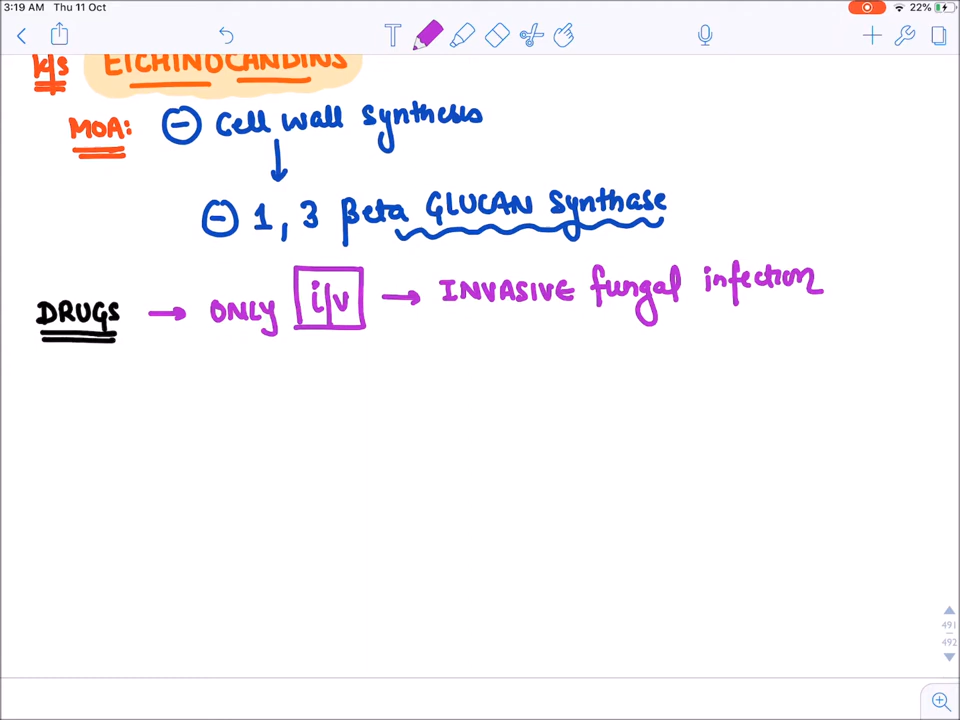 3:19 AM Thu 11 Oct 22%
K/s ETCHINOCANDINS
MOA: ⊖ Cell wall Synthesis
↓
⊖ 1, 3 Beta GLUCAN Synthase
DRUGS → ONLY i/v → INVASIVE fungal infection
491
492